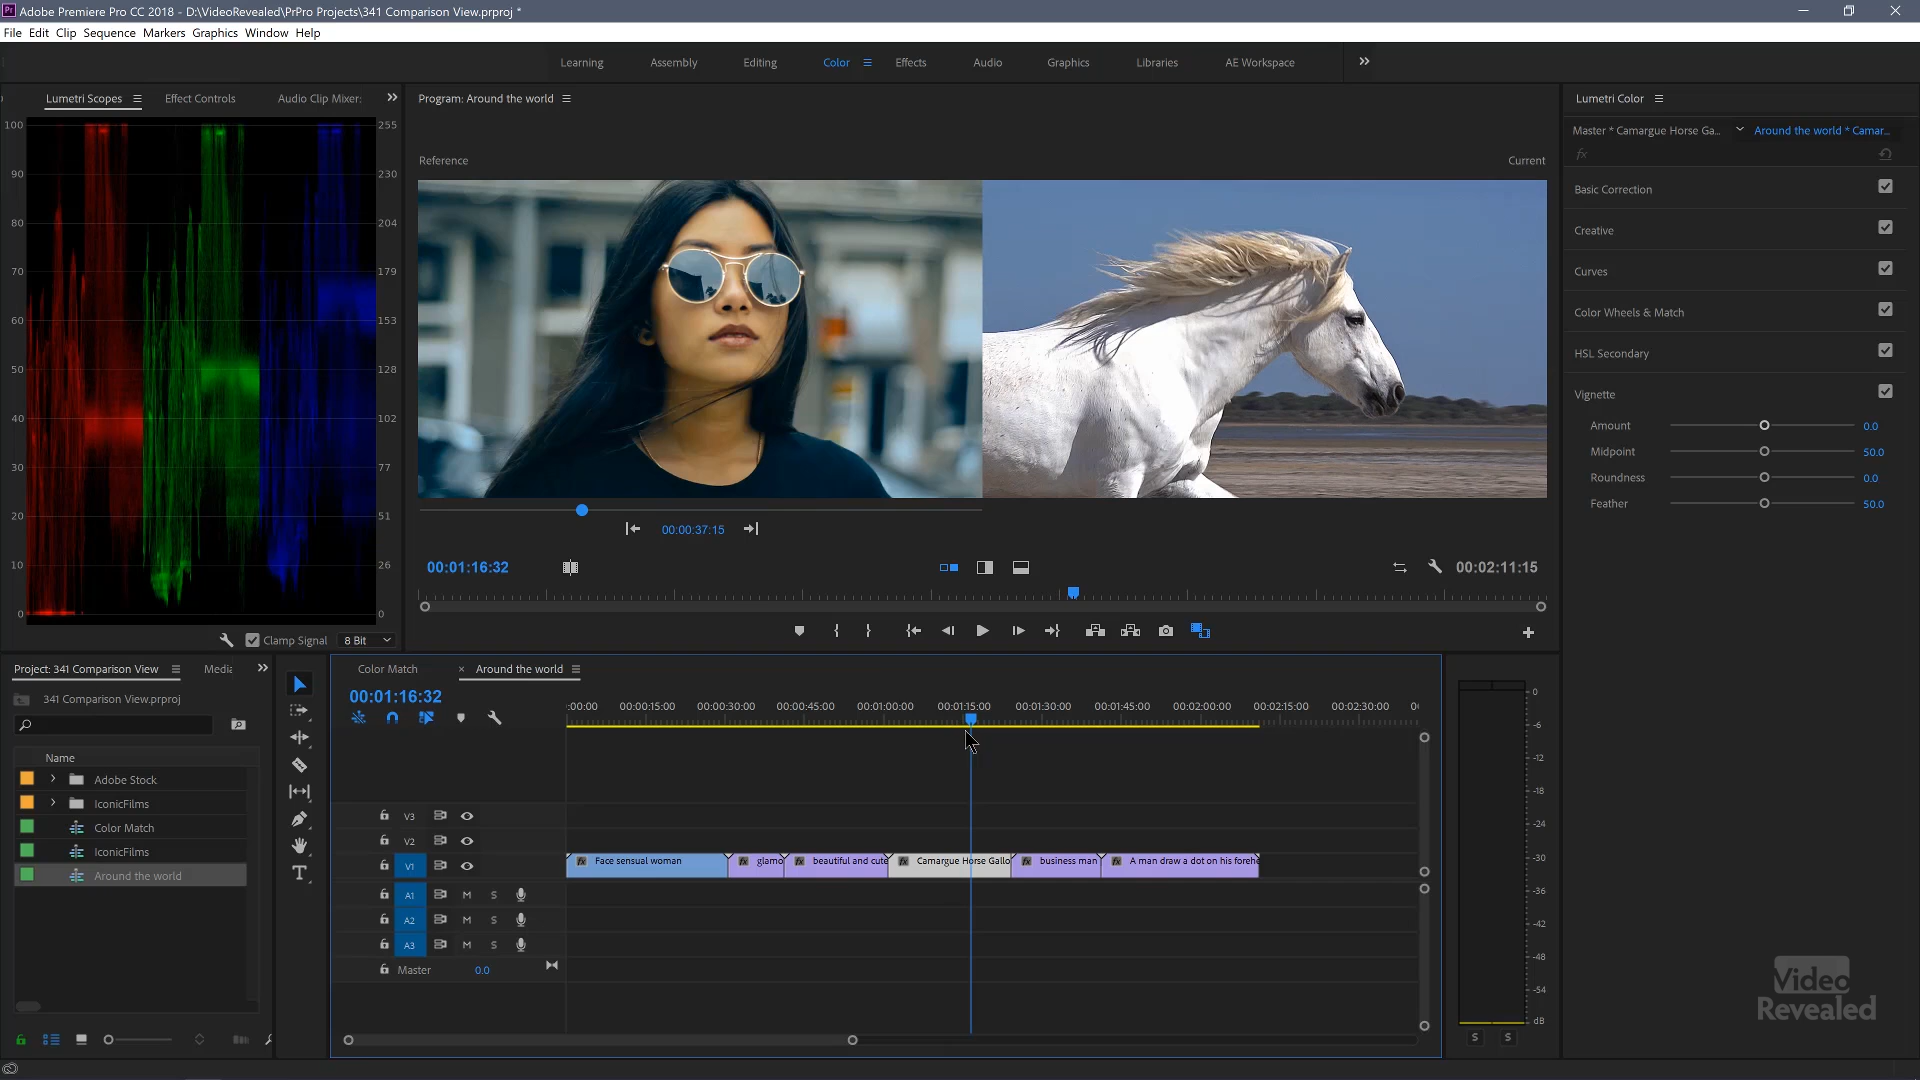 Adobe Premiere Pro CC 2018 - D:\VideoRevealed\PrPro Projects\341 Comparison View.prproj *
File Edit Clip Sequence Markers Graphics Window Help
Learning Assembly Editing Color Effects Audio Graphics Libraries AE Workspace
Lumetri Scopes Effect Controls Audio Clip Mixer:
Program: Around the world
Lumetri Color
Master * Camargue Horse Ga... Around the world * Camar...
fx
Reference Current
100 255
90 230
80 204
70 179
60 153
50 128
40 102
30 77
20 51
10 26
0 0
Clamp Signal 8 Bit
Basic Correction
Creative
Curves
Color Wheels & Match
HSL Secondary
Vignette
Amount 0.0
Midpoint 50.0
Roundness 0.0
Feather 50.0
00:00:37:15
00:01:16:32 00:02:11:15
Project: 341 Comparison View Media
341 Comparison View.prproj
Name
Adobe Stock
IconicFilms
Color Match
IconicFilms
Around the world
Color Match × Around the world
00:01:16:32
:00:00 00:00:15:00 00:00:30:00 00:00:45:00 00:01:00:00 00:01:15:00 00:01:30:00 00:01:45:00 00:02:00:00 00:02:15:00 00:02:30:00
V3
V2
V1 fx Face sensual woman fx glamo fx beautiful and cute fx Camargue Horse Gallo fx business man fx A man draw a dot on his forehe
A1 M S
A2 M S
A3 M S
Master 0.0
0
-6
-12
-18
-24
-30
-36
-42
-48
-54
dB
S S
Video
Revealed